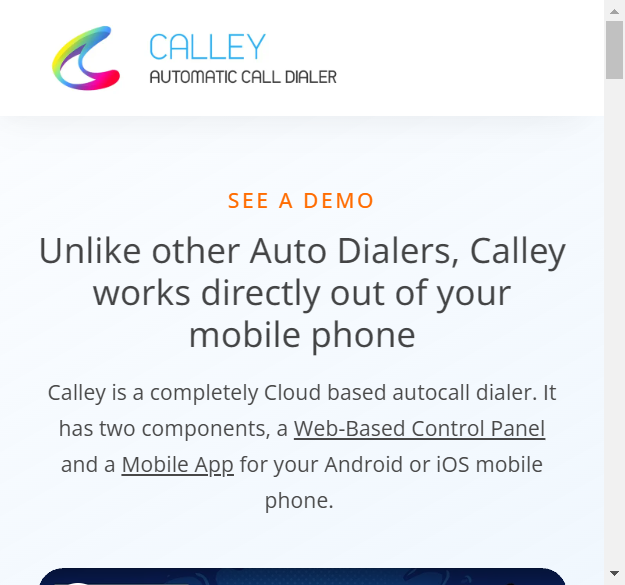 CALLEY
AUTOMATIC CALL DIALER
SEE A DEMO
Unlike other Auto Dialers, Calley
works directly out of your
mobile phone
Calley is a completely Cloud based autocall dialer. It
has two components, a Web-Based Control Panel
and a Mobile App for your Android or iOS mobile
phone.